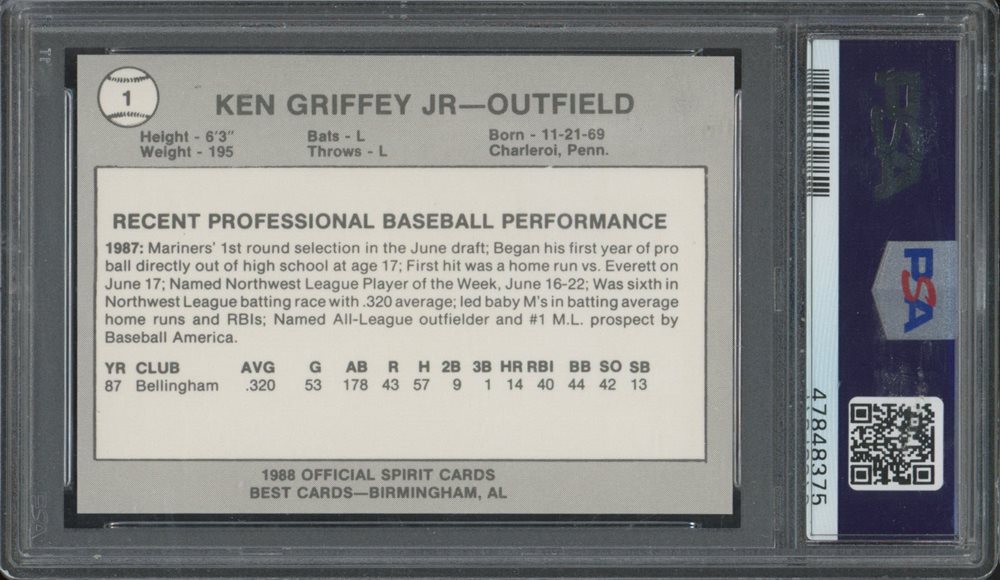 1
KEN GRIFFEY JR—OUTFIELD
Height - 6'3" Bats - L Born - 11-21-69
Weight - 195 Throws - L Charleroi, Penn.
RECENT PROFESSIONAL BASEBALL PERFORMANCE
1987: Mariners' 1st round selection in the June draft; Began his first year of pro
ball directly out of high school at age 17; First hit was a home run vs. Everett on
June 17; Named Northwest League Player of the Week, June 16-22; Was sixth in
Northwest League batting race with .320 average; led baby M's in batting average
home runs and RBIs; Named All-League outfielder and #1 M.L. prospect by
Baseball America.
YR CLUB AVG G AB R H 2B 3B HR RBI BB SO SB
87 Bellingham .320 53 178 43 57 9 1 14 40 44 42 13
1988 OFFICIAL SPIRIT CARDS
BEST CARDS—BIRMINGHAM, AL
PSA
PSA
47848375